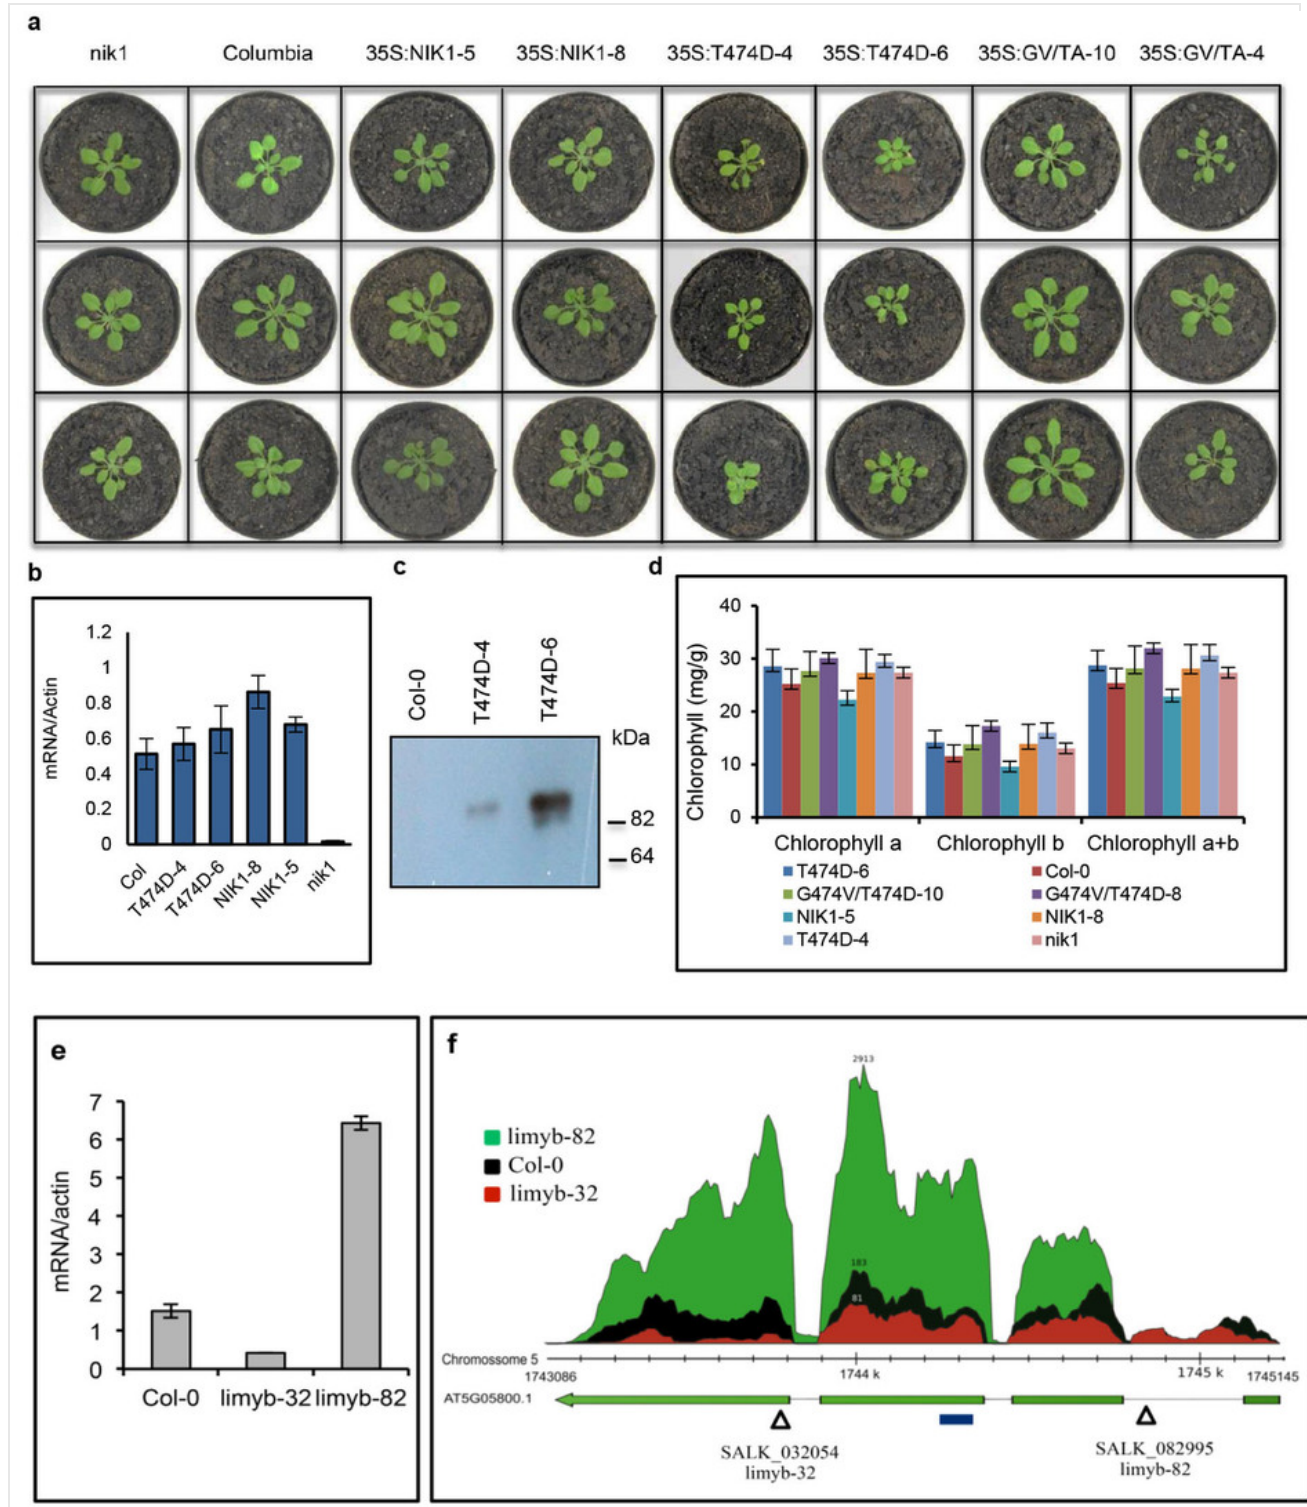 a
nik1 Columbia 35S:NIK1-5 35S:NIK1-8 35S:T474D-4 35S:T474D-6 35S:GV/TA-10 35S:GV/TA-4
b
mRNA/Actin
1.2
1
0.8
0.6
0.4
0.2
0
Col T474D-4 T474D-6 NIK1-8 NIK1-5 nik1
c
Col-0 T474D-4 T474D-6
kDa
82
64
d
Chlorophyll (mg/g)
40
30
20
10
0
Chlorophyll a Chlorophyll b Chlorophyll a+b
T474D-6 Col-0
G474V/T474D-10 G474V/T474D-8
NIK1-5 NIK1-8
T474D-4 nik1
e
mRNA/actin
7
6
5
4
3
2
1
0
Col-0 limyb-32 limyb-82
f
limyb-82
Col-0
limyb-32
2913
183
81
Chromossome 5
1743086 1744 k 1745 k 1745145
AT5G05800.1
SALK_032054 SALK_082995
limyb-32 limyb-82